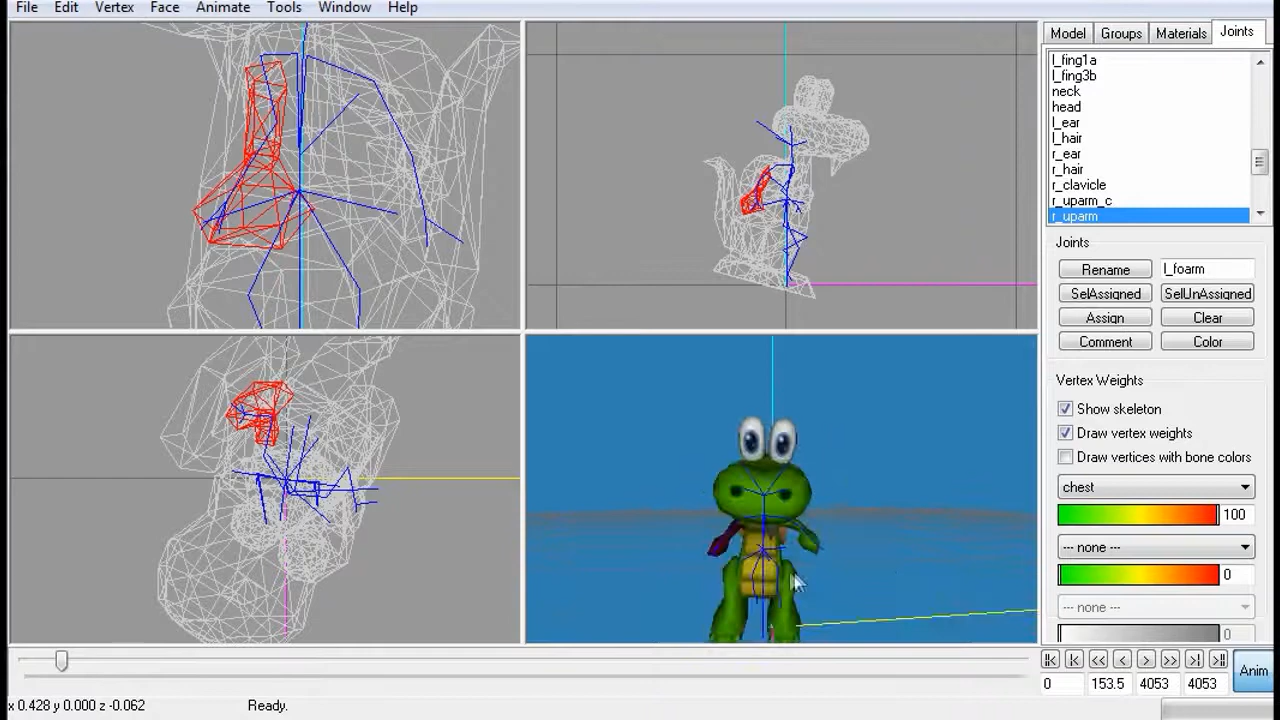 File Edit Vertex Face Animate Tools Window Help
Model Groups Materials Joints
l_fing1a
l_fing3b
neck
head
l_ear
l_hair
r_ear
r_hair
r_clavicle
r_uparm_c
r_uparm
Joints
Rename l_foarm
SelAssigned SelUnAssigned
Assign Clear
Comment Color
Vertex Weights
Show skeleton
Draw vertex weights
Draw vertices with bone colors
chest
100
--- none ---
0
--- none ---
0
0 153.5 4053 4053 Anim
x 0.428 y 0.000 z -0.062 Ready.